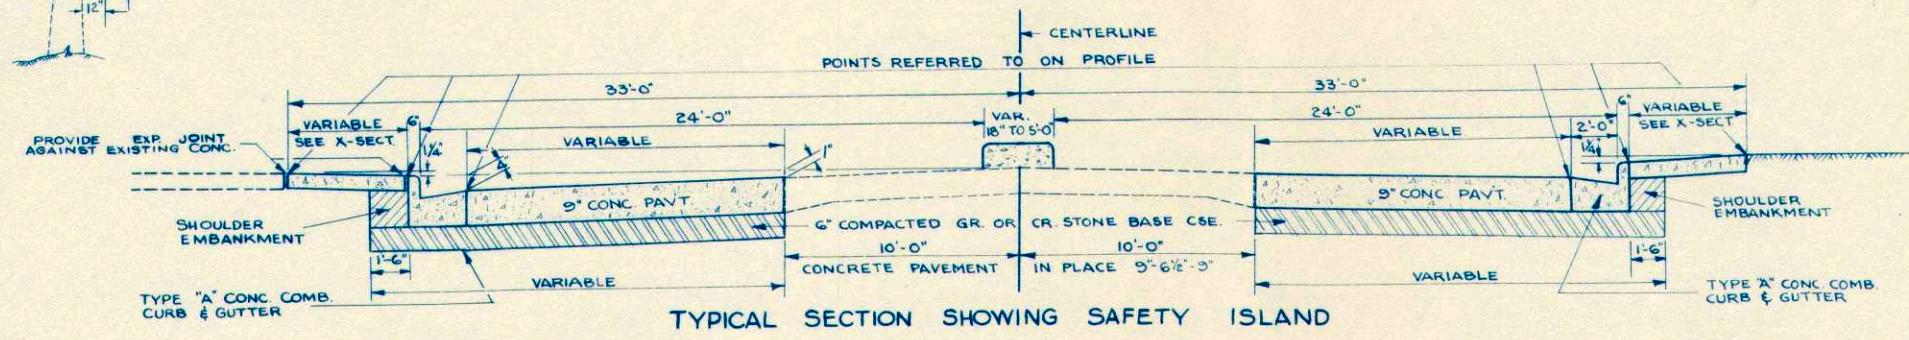 12"
CENTERLINE
POINTS REFERRED TO ON PROFILE
33'-0"
33'-0"
VARIABLE
SEE X-SECT.
6"
24'-0"
VAR.
18" TO 5'-0"
24'-0"
6"
VARIABLE
SEE X-SECT.
PROVIDE EXP. JOINT
AGAINST EXISTING CONC.
1/4"
VARIABLE
4"
1"
VARIABLE
2'-0"
1/4"
9" CONC. PAV'T.
9" CONC. PAV'T.
SHOULDER
EMBANKMENT
SHOULDER
EMBANKMENT
6" COMPACTED GR. OR CR. STONE BASE CSE.
1'-6"
10'-0"
10'-0"
1'-6"
CONCRETE PAVEMENT IN PLACE 9"-6½"-9"
VARIABLE
VARIABLE
TYPE "A" CONC. COMB.
CURB & GUTTER
TYPE "A" CONC. COMB.
CURB & GUTTER
TYPICAL SECTION SHOWING SAFETY ISLAND